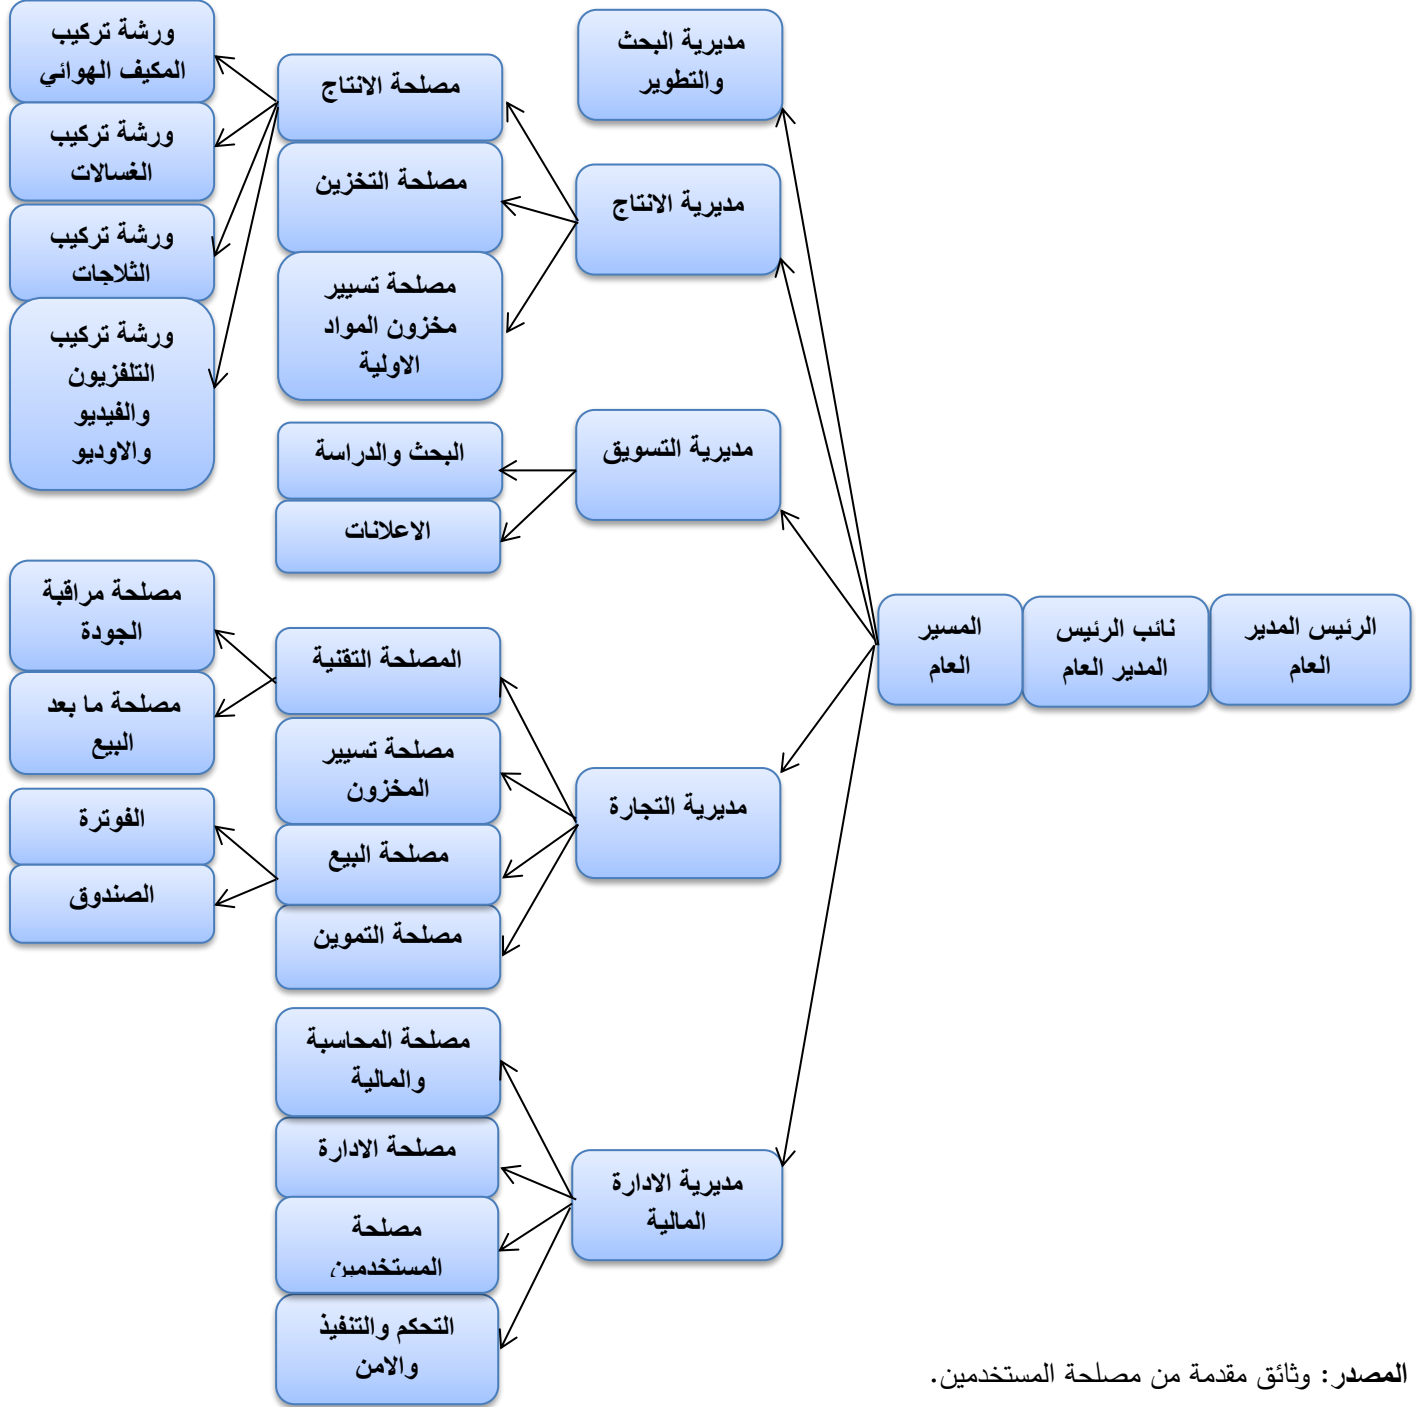 الرئيس المدير
العام
نائب الرئيس
المدير العام
المسير
العام
مديرية البحث
والتطوير
مديرية الانتاج
مصلحة الانتاج
ورشة تركيب
المكيف الهوائي
ورشة تركيب
الغسالات
ورشة تركيب
الثلاجات
ورشة تركيب
التلفزيون
والفيديو
والاوديو
مصلحة التخزين
مصلحة تسيير
مخزون المواد
الاولية
مديرية التسويق
البحث والدراسة
الاعلانات
مديرية التجارة
المصلحة التقنية
مصلحة مراقبة
الجودة
مصلحة ما بعد
البيع
مصلحة تسيير
المخزون
مصلحة البيع
الفوترة
الصندوق
مصلحة التموين
مديرية الادارة
المالية
مصلحة المحاسبة
والمالية
مصلحة الادارة
مصلحة
المستخدمين
التحكم والتنفيذ
والامن
المصدر: وثائق مقدمة من مصلحة المستخدمين.